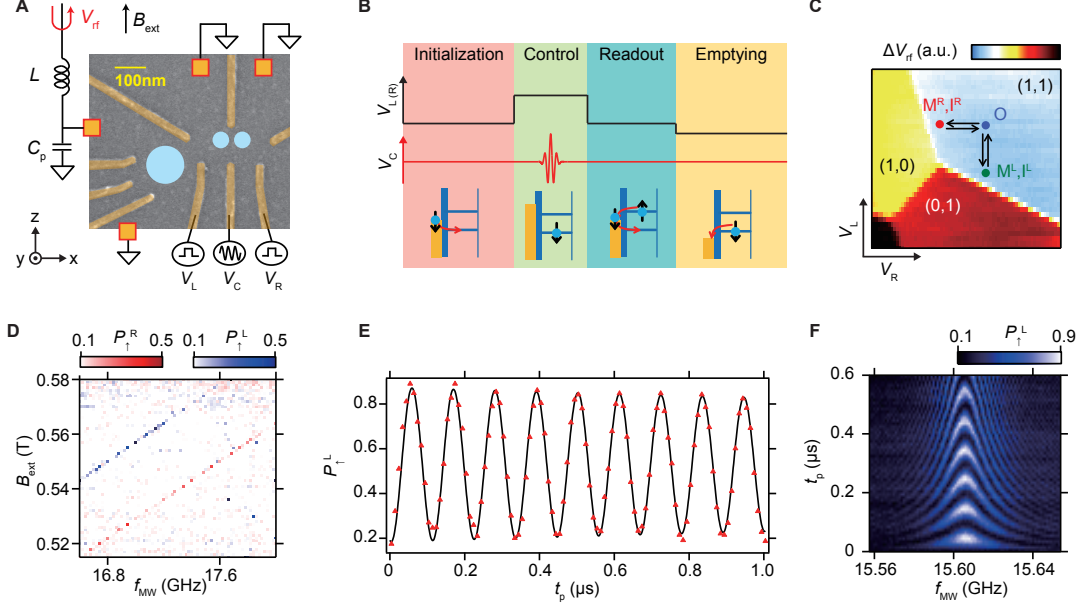 A
V_rf
B_ext
L
C_p
100nm
z
y
x
V_L
V_C
V_R
B
Initialization
Control
Readout
Emptying
V_L (R)
V_C
C
ΔV_rf (a.u.)
(1,1)
M^R,I^R
O
(1,0)
M^L,I^L
(0,1)
V_L
V_R
D
0.1 P_↑^R 0.5
0.1 P_↑^L 0.5
0.58
0.56
0.54
0.52
B_ext (T)
16.8
17.6
f_MW (GHz)
E
0.8
0.6
0.4
0.2
P_↑^L
0.0
0.2
0.4
0.6
0.8
1.0
t_p (μs)
F
0.1 P_↑^L 0.9
0.6
0.4
0.2
0
t_p (μs)
15.56
15.60
15.64
f_MW (GHz)